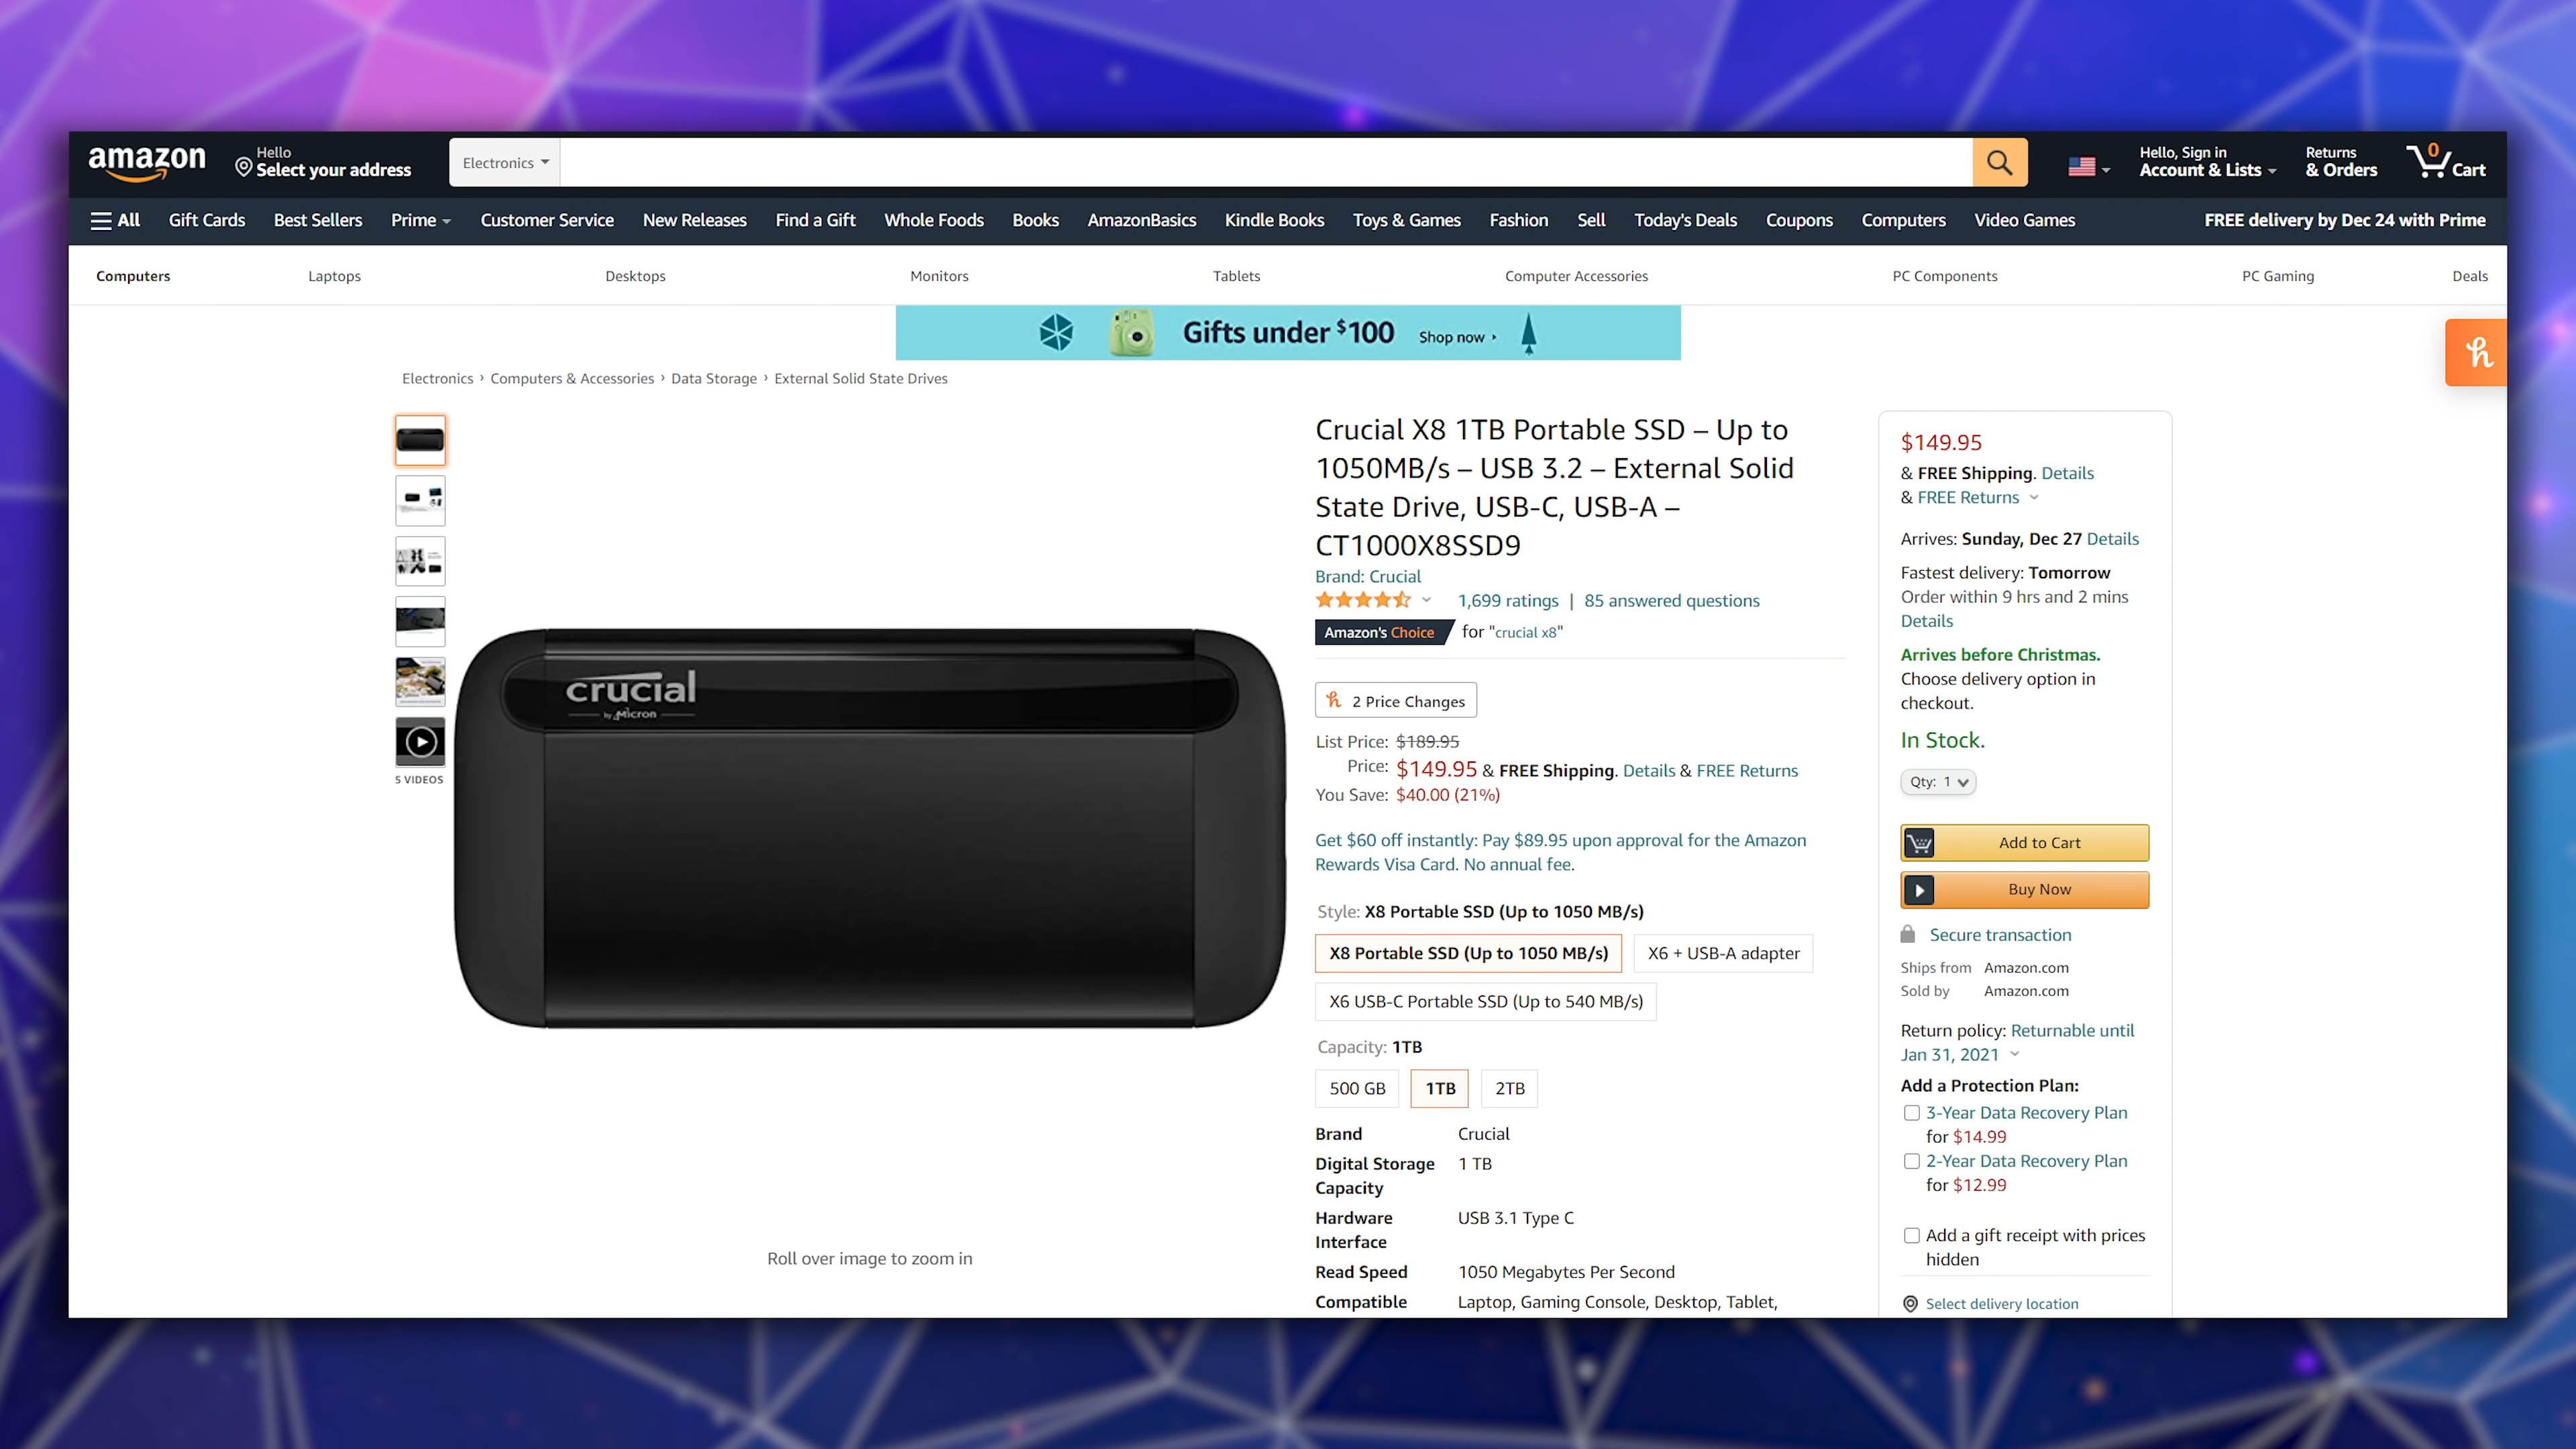 amazon
Hello
Select your address
Electronics
Hello, Sign in
Account & Lists
Returns
& Orders
0
Cart
All
Gift Cards
Best Sellers
Prime
Customer Service
New Releases
Find a Gift
Whole Foods
Books
AmazonBasics
Kindle Books
Toys & Games
Fashion
Sell
Today's Deals
Coupons
Computers
Video Games
FREE delivery by Dec 24 with Prime
Computers
Laptops
Desktops
Monitors
Tablets
Computer Accessories
PC Components
PC Gaming
Deals
Gifts under $100 Shop now ›
h
Electronics › Computers & Accessories › Data Storage › External Solid State Drives
5 VIDEOS
crucial
by Micron
Roll over image to zoom in
Crucial X8 1TB Portable SSD – Up to
1050MB/s – USB 3.2 – External Solid
State Drive, USB-C, USB-A –
CT1000X8SSD9
Brand: Crucial
1,699 ratings | 85 answered questions
Amazon's Choice for "crucial x8"
h 2 Price Changes
List Price: $189.95
Price: $149.95 & FREE Shipping. Details & FREE Returns
You Save: $40.00 (21%)
Get $60 off instantly: Pay $89.95 upon approval for the Amazon
Rewards Visa Card. No annual fee.
Style: X8 Portable SSD (Up to 1050 MB/s)
X8 Portable SSD (Up to 1050 MB/s)
X6 + USB-A adapter
X6 USB-C Portable SSD (Up to 540 MB/s)
Capacity: 1TB
500 GB
1TB
2TB
Brand Crucial
Digital Storage 1 TB
Capacity
Hardware USB 3.1 Type C
Interface
Read Speed 1050 Megabytes Per Second
Compatible Laptop, Gaming Console, Desktop, Tablet,
$149.95
& FREE Shipping. Details
& FREE Returns
Arrives: Sunday, Dec 27 Details
Fastest delivery: Tomorrow
Order within 9 hrs and 2 mins
Details
Arrives before Christmas.
Choose delivery option in
checkout.
In Stock.
Qty: 1
Add to Cart
Buy Now
Secure transaction
Ships from Amazon.com
Sold by Amazon.com
Return policy: Returnable until
Jan 31, 2021
Add a Protection Plan:
3-Year Data Recovery Plan
for $14.99
2-Year Data Recovery Plan
for $12.99
Add a gift receipt with prices
hidden
Select delivery location